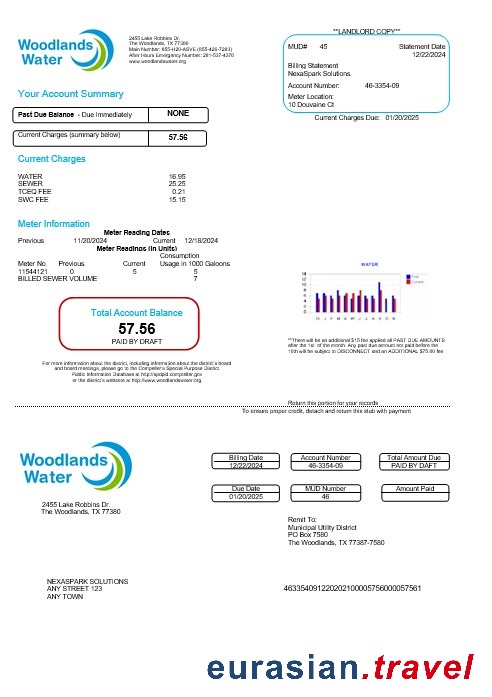 Woodlands
Water
2455 Lake Robbins Dr.
The Woodlands, TX 77380
Main Number: 855-H2O-ASVE (855-426-7283)
After Hours Emergency Number: 281-537-4370
www.woodlandswater.org
**LANDLORD COPY**
MUD# 45 Statement Date
12/22/2024
Billing Statement
NexaSpark Solutions
Account Number: 46-3354-09
Meter Location:
10 Douvaine Ct
Current Charges Due: 01/20/2025
Your Account Summary
Past Due Balance - Due Immediately NONE
Current Charges (summary below) 57.56
Current Charges
WATER 16.95
SEWER 25.25
TCEQ FEE 0.21
SWC FEE 15.15
Meter Information
Meter Reading Dates
Previous 11/20/2024 Current 12/18/2024
Meter Readings (in Units)
Consumption
Meter No. Previous Current Usage in 1000 Galoons
11544121 0 5 5
BILLED SEWER VOLUME 7
WATER
Total Account Balance
57.56
PAID BY DRAFT
**There will be an additional $15 fee applied all PAST DUE AMOUNTS
after the 1st of the month. Any past due amount not paid before the
16th will be subject to DISCONNECT and an ADDITIONAL $75.00 fee
For more information about the district, including information about the district's board
and board meetings, please go to the Comptroller's Special Purpose District
Public Information Database at http://spdpid.comptroller.gov/
or the district's website at http://www.woodlandswater.org
Return this portion for your records
To ensure proper credit, detach and return this stub with payment
Woodlands
Water
2455 Lake Robbins Dr.
The Woodlands, TX 77380
Billing Date
12/22/2024
Account Number
46-3354-09
Total Amount Due
PAID BY DAFT
Due Date
01/20/2025
MUD Number
46
Amount Paid
Remit To:
Municipal Utility District
PO Box 7580
The Woodlands, TX 77387-7580
NEXASPARK SOLUTIONS
ANY STREET 123
ANY TOWN
463354091220202100005756000057561
eurasian.travel